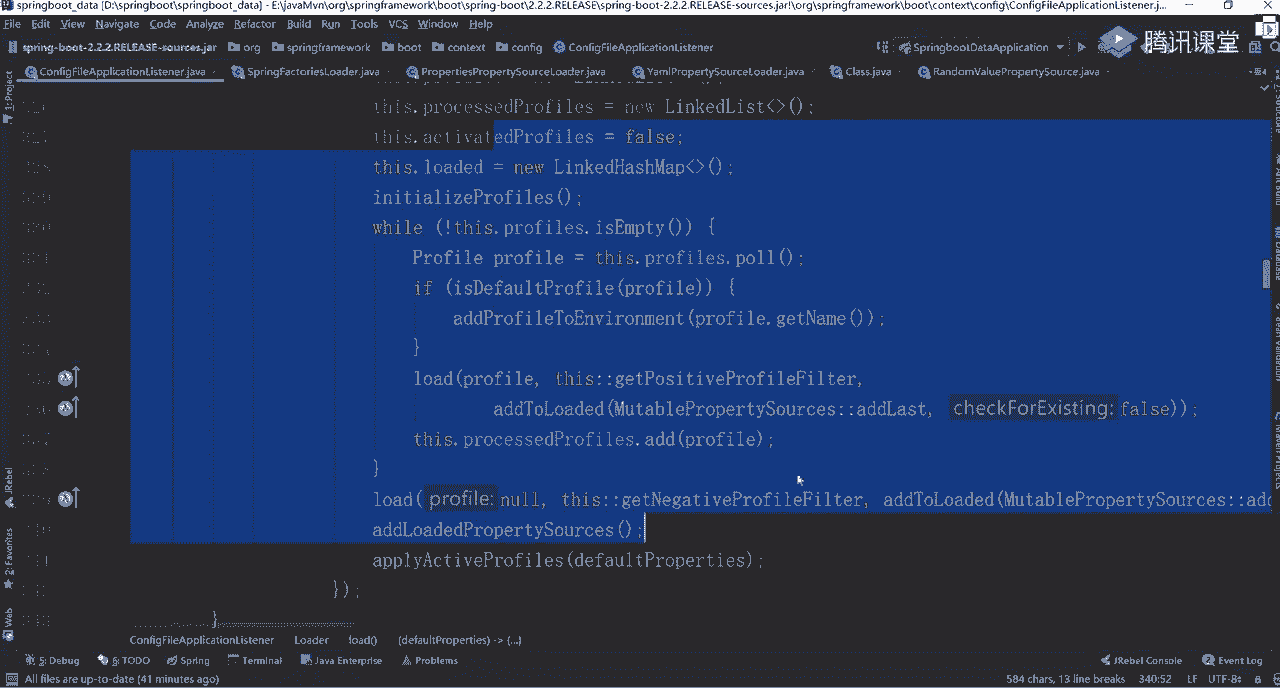 springboot_data [D:\springboot\springboot_data] - E:\javaMvn\org\springframework\boot\spring-boot\2.2.2.RELEASE\spring-boot-2.2.2.RELEASE-sources.jar!\org\springframework\boot\context\config\ConfigFileApplicationListener.j...
File Edit View Navigate Code Analyze Refactor Build Run Tools VCS Window Help
spring-boot-2.2.2.RELEASE-sources.jar org springframework boot context config ConfigFileApplicationListener SpringbootDataApplication
腾讯课堂
ConfigFileApplicationListener.java SpringFactoriesLoader.java PropertiesPropertySourceLoader.java YamlPropertySourceLoader.java Class.java RandomValuePropertySource.java
this.processedProfiles = new LinkedList<>();
this.activatedProfiles = false;
this.loaded = new LinkedHashMap<>();
initializeProfiles();
while (!this.profiles.isEmpty()) {
Profile profile = this.profiles.poll();
if (isDefaultProfile(profile)) {
addProfileToEnvironment(profile.getName());
}
load(profile, this::getPositiveProfileFilter,
addToLoaded(MutablePropertySources::addLast, checkForExisting: false));
this.processedProfiles.add(profile);
}
load( profile: null, this::getNegativeProfileFilter, addToLoaded(MutablePropertySources::add
addLoadedPropertySources();
applyActiveProfiles(defaultProperties);
});
}
ConfigFileApplicationListener Loader load() (defaultProperties) -> {...}
5: Debug 6: TODO Spring Terminal Java Enterprise Problems JRebel Console Event Log
All files are up-to-date (41 minutes ago) 584 chars, 13 line breaks 340:52 LF UTF-8
1: Project
JRebel
2: Favorites
Web